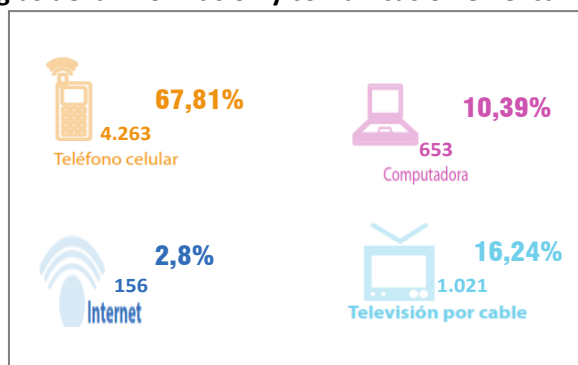 67,81%
4.263
Teléfono celular
10,39%
653
Computadora
2,8%
156
Internet
16,24%
1.021
Televisión por cable